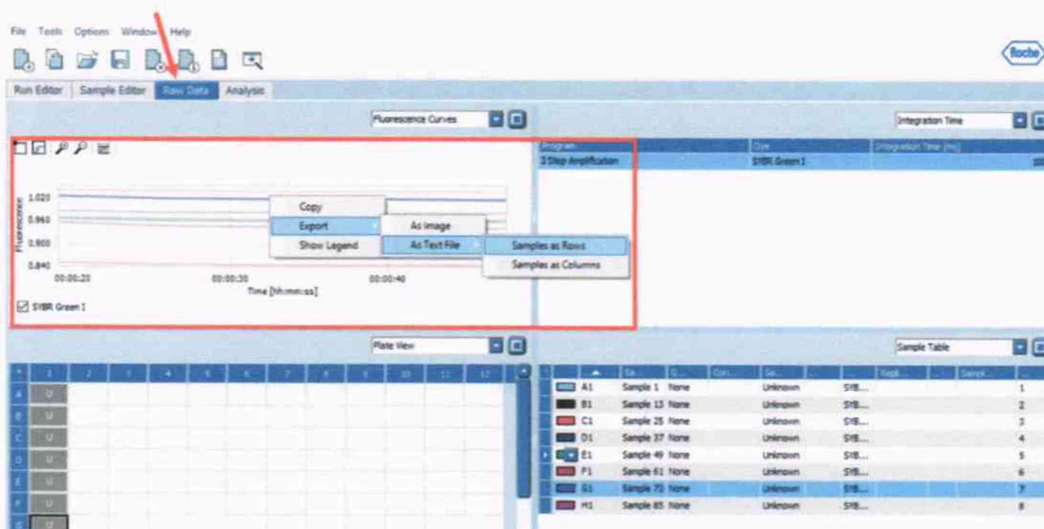 File Tools Options Window Help
Roche
Run Editor Sample Editor Raw Data Analysis
Fluorescence Curves
Integration Time
Program Dye Integration Time [ms]
3 Step Amplification SYBR Green I 100
Fluorescence
1.020
0.960
0.900
0.840
Copy
Export
Show Legend
As Image
As Text File
Samples as Rows
Samples as Columns
00:00:20 00:00:30 00:00:40
Time [hh:mm:ss]
SYBR Green I
Plate View
Sample Table
1 2 3 4 5 6 7 8 9 10 11 12
A U
B U
C U
D U
E U
F U
G U
A1 Sample 1 None Unknown SYB... 1
B1 Sample 13 None Unknown SYB... 2
C1 Sample 25 None Unknown SYB... 3
D1 Sample 37 None Unknown SYB... 4
E1 Sample 49 None Unknown SYB... 5
F1 Sample 61 None Unknown SYB... 6
G1 Sample 73 None Unknown SYB... 7
H1 Sample 85 None Unknown SYB... 8